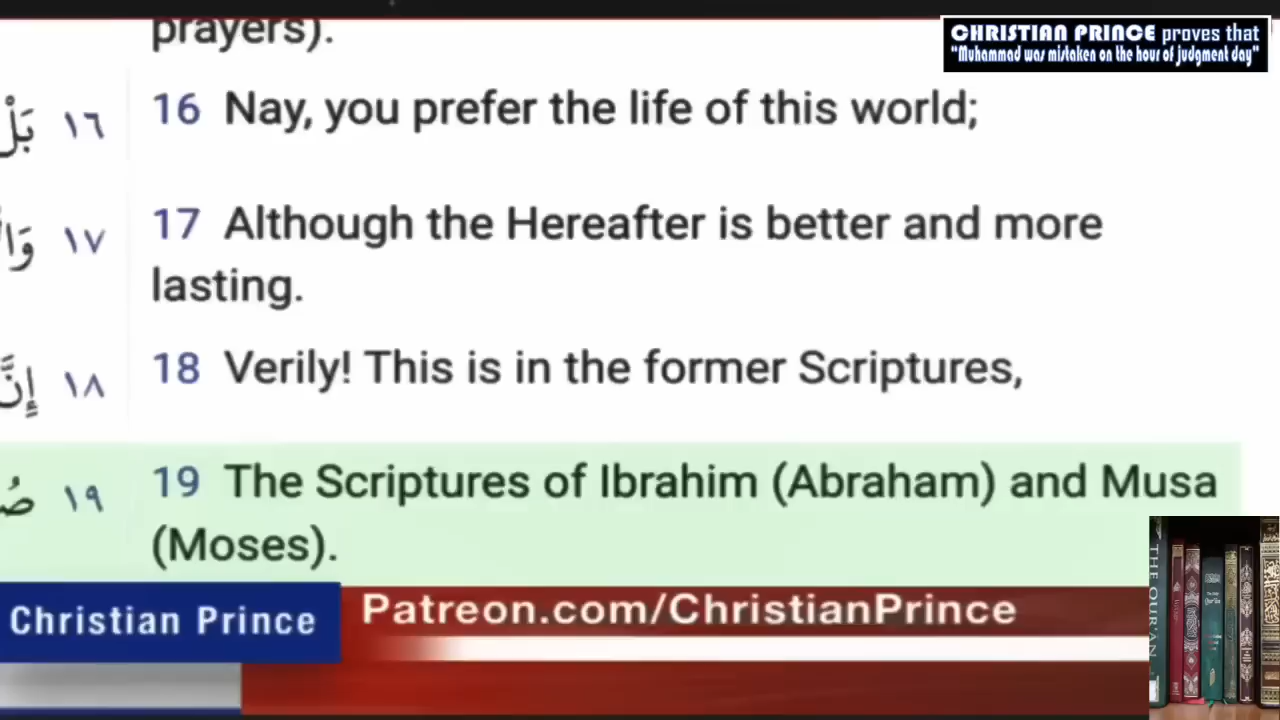 prayers).
CHRISTIAN PRINCE proves that
"Muhammad was mistaken on the hour of judgment day"
بَلْ ١٦ 16 Nay, you prefer the life of this world;
١٧ 17 Although the Hereafter is better and more
lasting.
إِنَّ ١٨ 18 Verily! This is in the former Scriptures,
١٩ 19 The Scriptures of Ibrahim (Abraham) and Musa
(Moses).
Christian Prince
Patreon.com/ChristianPrince
THE QUR'AN